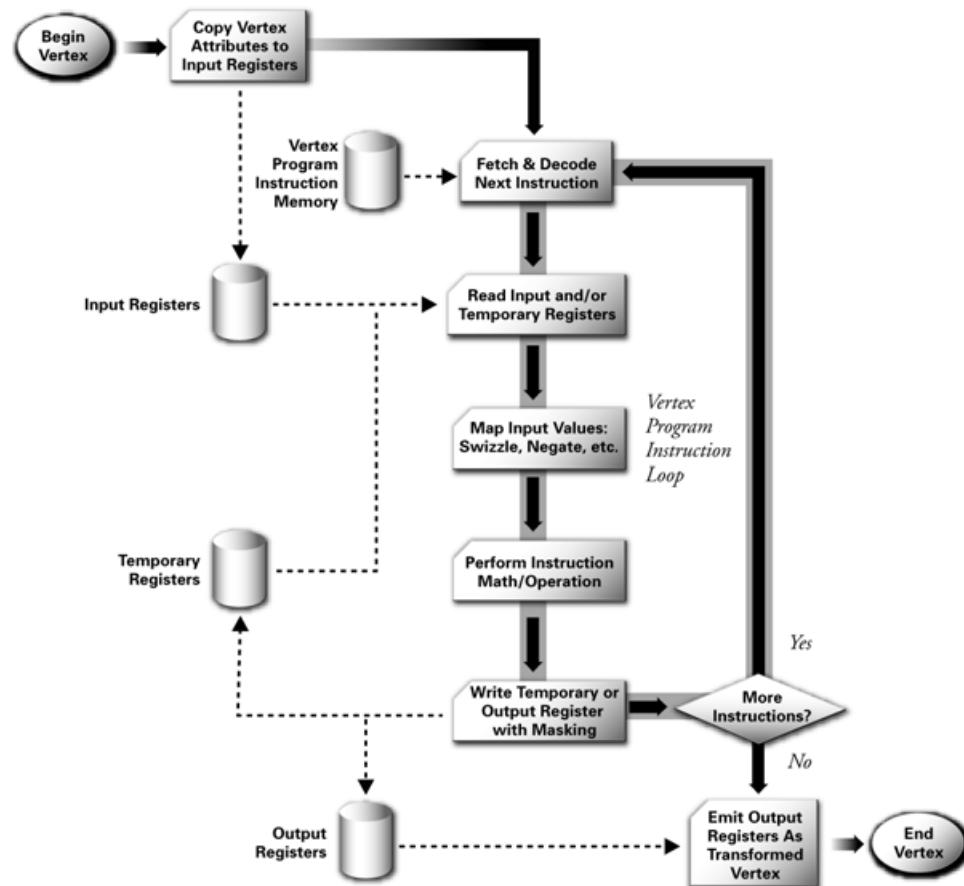 Begin
Vertex
Copy Vertex
Attributes to
Input Registers
Vertex
Program
Instruction
Memory
Fetch & Decode
Next Instruction
Input Registers
Read Input and/or
Temporary Registers
Map Input Values:
Swizzle, Negate, etc.
Vertex
Program
Instruction
Loop
Temporary
Registers
Perform Instruction
Math/Operation
Yes
Write Temporary or
Output Register
with Masking
More
Instructions?
No
Output
Registers
Emit Output
Registers As
Transformed
Vertex
End
Vertex